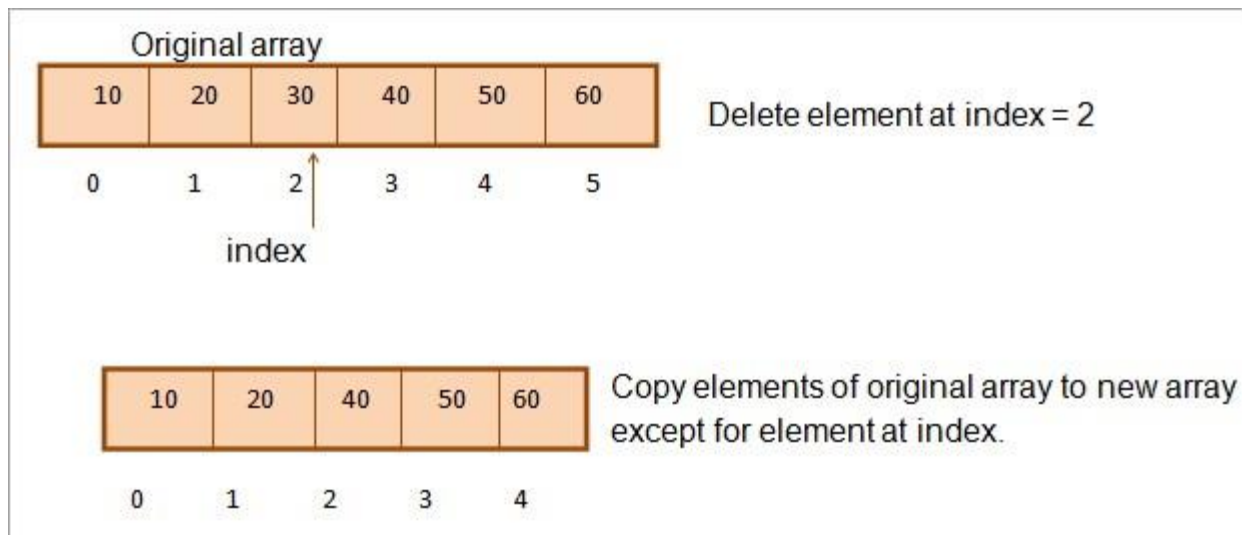 Original array
10 20 30 40 50 60
Delete element at index = 2
0 1 2 3 4 5
index
10 20 40 50 60
Copy elements of original array to new array
except for element at index.
0 1 2 3 4